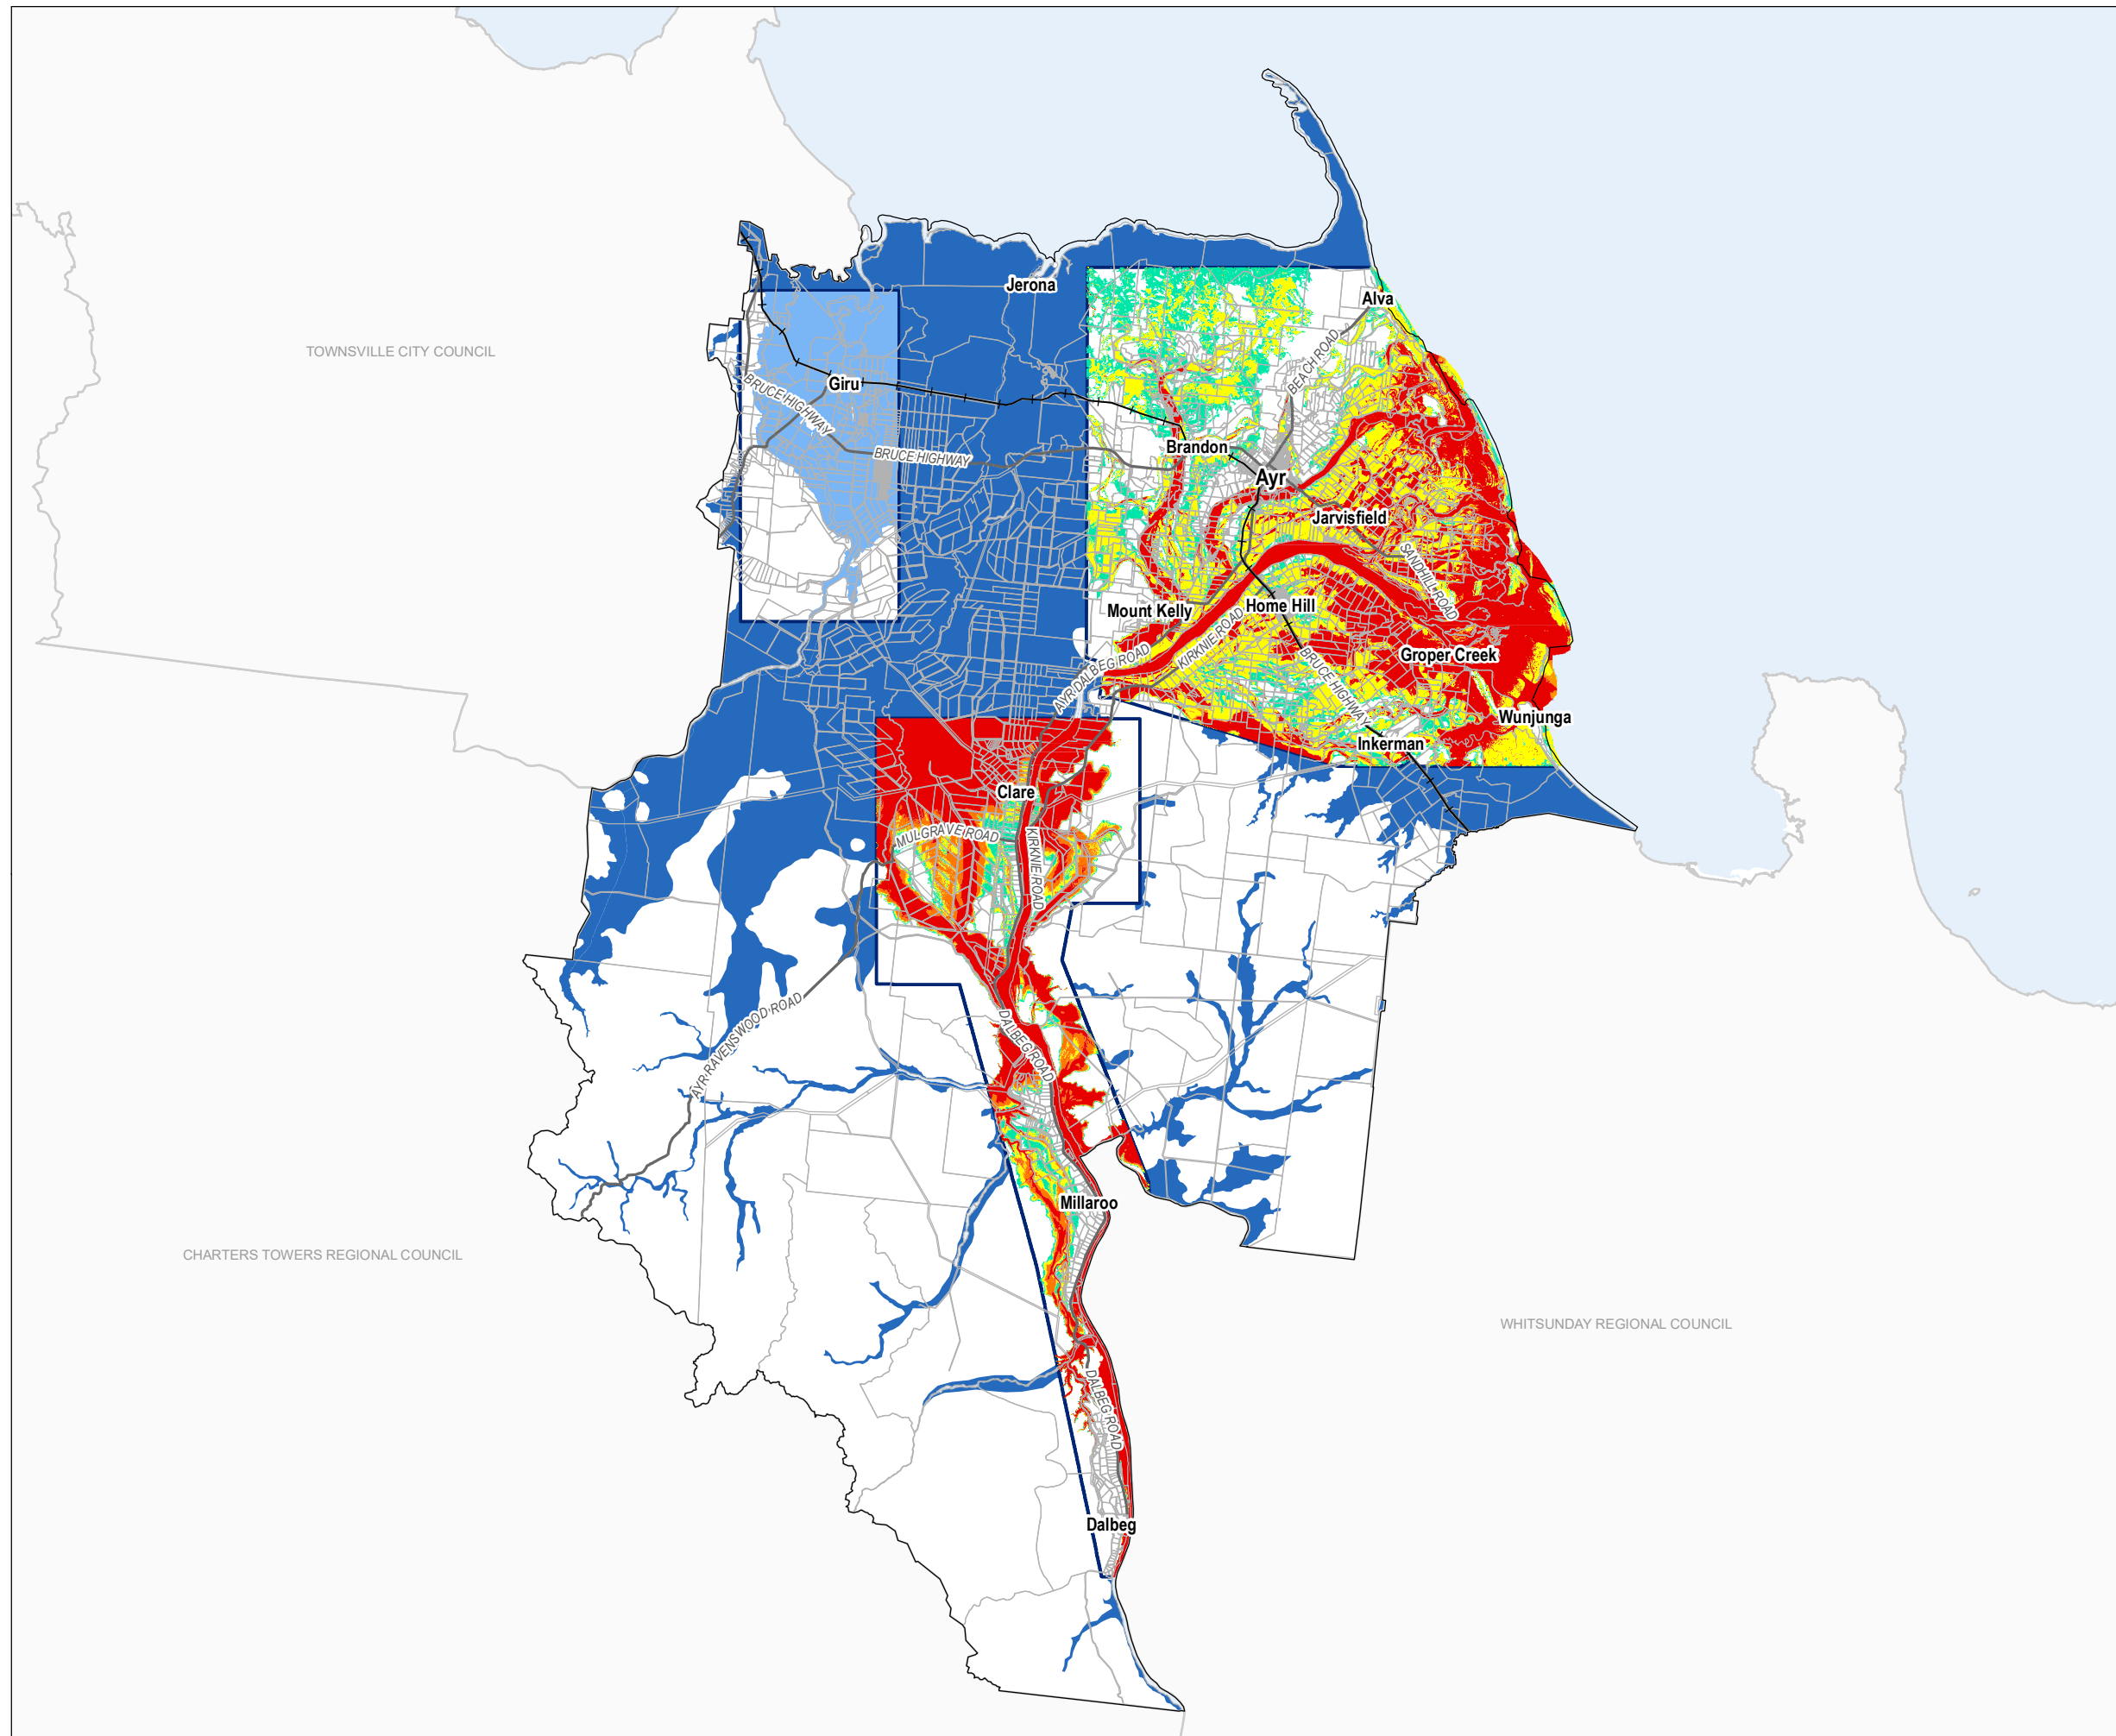 Jerona
Alva
TOWNSVILLE CITY COUNCIL
BEACH ROAD
Giru
BRUCE HIGHWAY
Brandon
BRUCE HIGHWAY
Ayr
Jarvisfield
SANDHILL ROAD
Mount Kelly
Home Hill
KIRKNIE ROAD
Groper Creek
AYR DALBEG ROAD
BRUCE HIGHWAY
Wunjunga
Inkerman
Clare
MULGRAVE ROAD
KIRKNIE ROAD
DALBEG ROAD
AYR RAVENSWOOD ROAD
Millaroo
CHARTERS TOWERS REGIONAL COUNCIL
WHITSUNDAY REGIONAL COUNCIL
DALBEG ROAD
Dalbeg